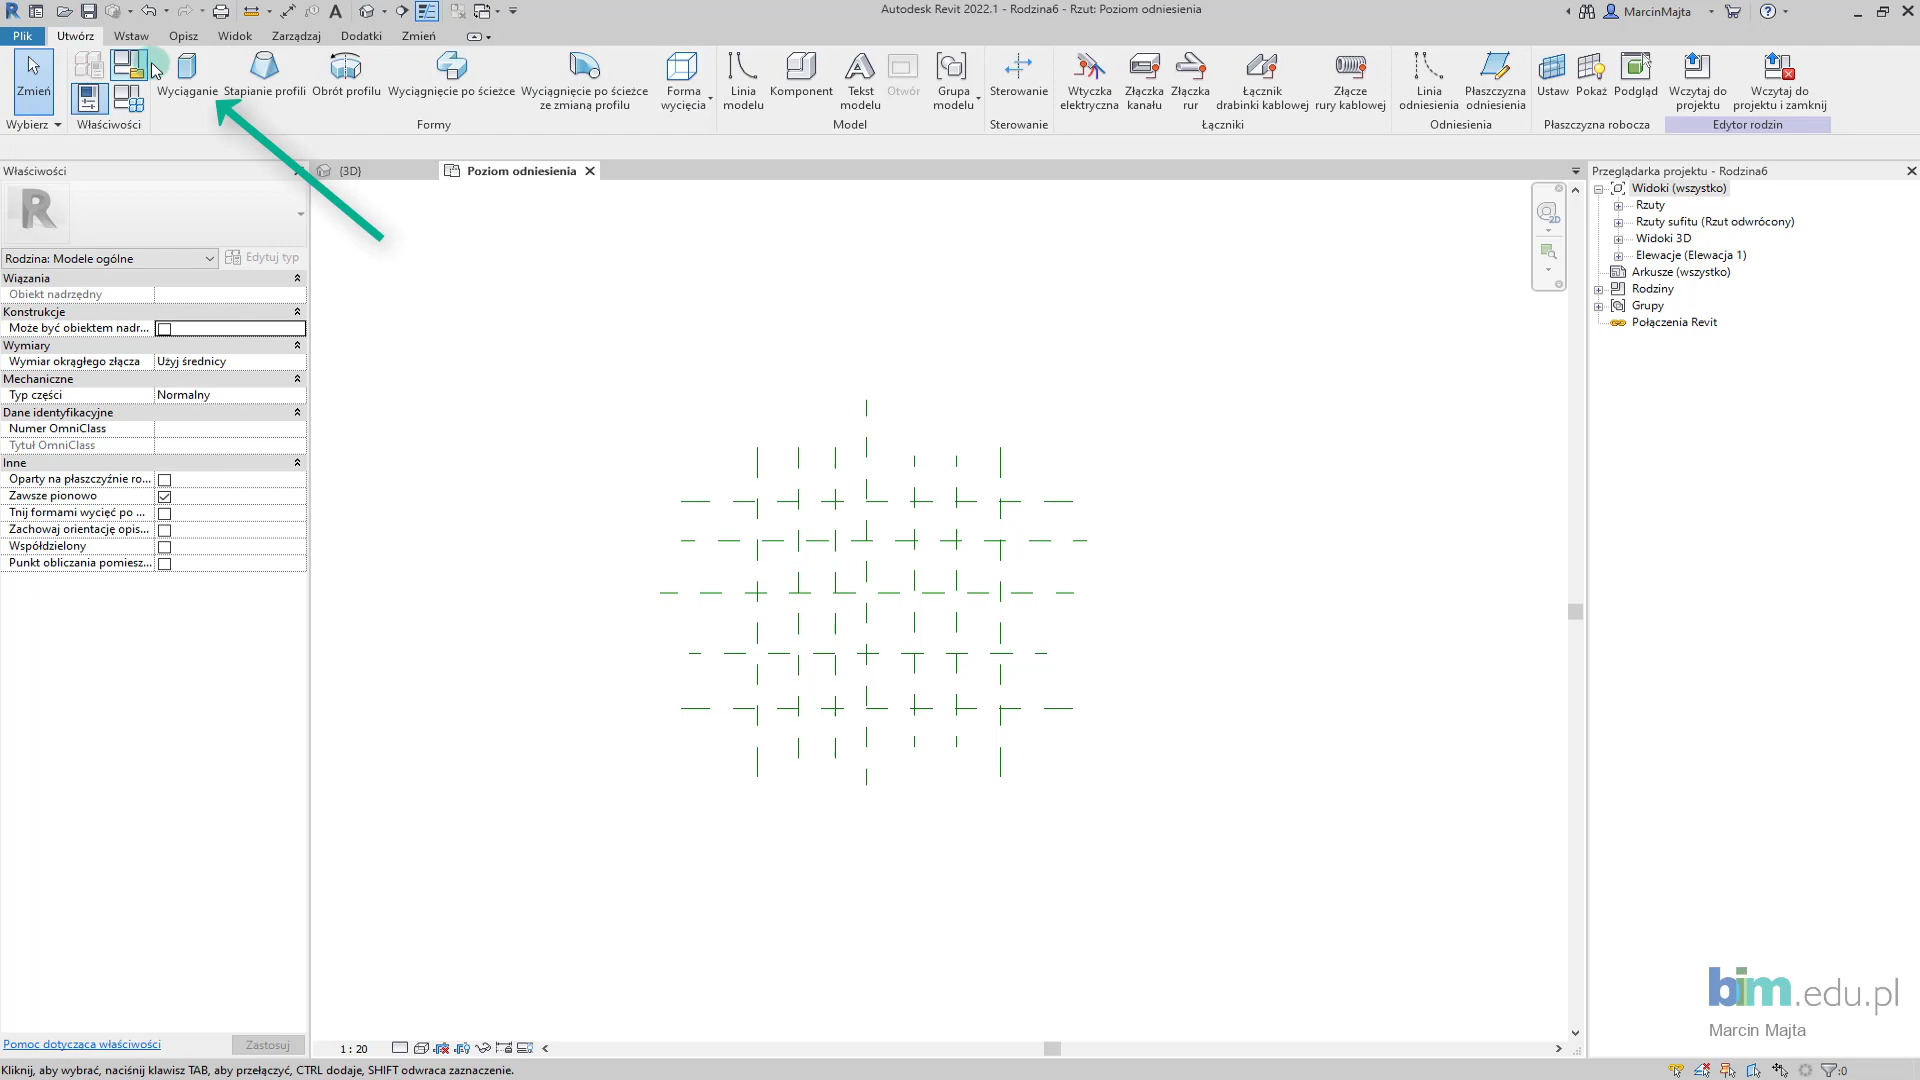 Autodesk Revit 2022.1 - Rodzina6 - Rzut: Poziom odniesienia
MarcinMajta
Plik
Utwórz
Wstaw
Opisz
Widok
Zarządzaj
Dodatki
Zmień
Zmień
Wyciąganie
Stapianie profili
Obrót profilu
Wyciągnięcie po ścieżce
Wyciągnięcie po ścieżce
ze zmianą profilu
Forma
wycięcia
Linia
modelu
Komponent
Tekst
modelu
Otwór
Grupa
modelu
Sterowanie
Wtyczka
elektryczna
Złączka
kanału
Złączka
rur
Łącznik
drabinki kablowej
Złącze
rury kablowej
Linia
odniesienia
Płaszczyzna
odniesienia
Ustaw
Pokaż
Podgląd
Wczytaj do
projektu
Wczytaj do
projektu i zamknij
Wybierz
Właściwości
Formy
Model
Sterowanie
Łączniki
Odniesienia
Płaszczyzna robocza
Edytor rodzin
Właściwości
{3D}
Poziom odniesienia
Przeglądarka projektu - Rodzina6
R
Rodzina: Modele ogólne
Edytuj typ
Wiązania
Obiekt nadrzędny
Konstrukcje
Może być obiektem nadr...
Wymiary
Wymiar okrągłego złącza
Użyj średnicy
Mechaniczne
Typ części
Normalny
Dane identyfikacyjne
Numer OmniClass
Tytuł OmniClass
Inne
Oparty na płaszczyźnie ro...
Zawsze pionowo
Tnij formami wycięć po ...
Zachowaj orientację opis...
Współdzielony
Punkt obliczania pomiesz...
2D
Widoki (wszystko)
Rzuty
Rzuty sufitu (Rzut odwrócony)
Widoki 3D
Elewacje (Elewacja 1)
Arkusze (wszystko)
Rodziny
Grupy
Połączenia Revit
bim.edu.pl
Marcin Majta
Pomoc dotycząca właściwości
Zastosuj
1 : 20
Kliknij, aby wybrać, naciśnij klawisz TAB, aby przełączyć, CTRL dodaje, SHIFT odwraca zaznaczenie.
:0